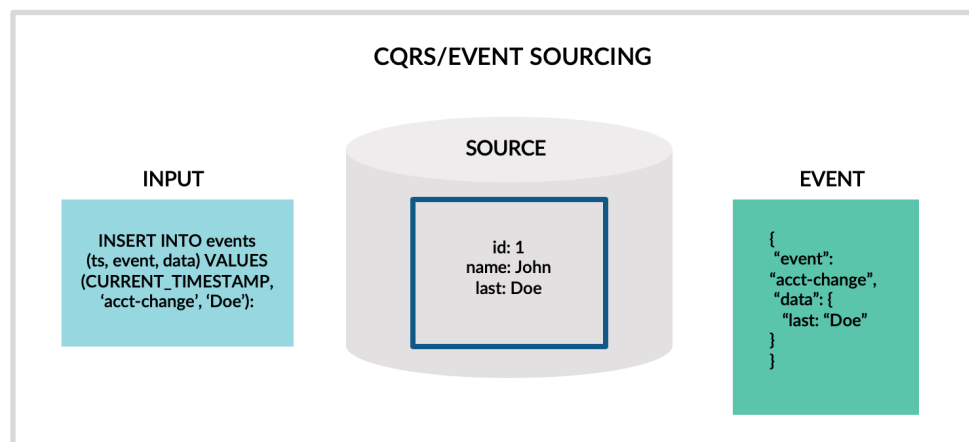 CQRS/EVENT SOURCING
INPUT
INSERT INTO events
(ts, event, data) VALUES
(CURRENT_TIMESTAMP,
‘acct-change’, ‘Doe’):
SOURCE
id: 1
name: John
last: Doe
EVENT
{
“event”:
“acct-change”,
“data”: {
“last: “Doe”
}
}